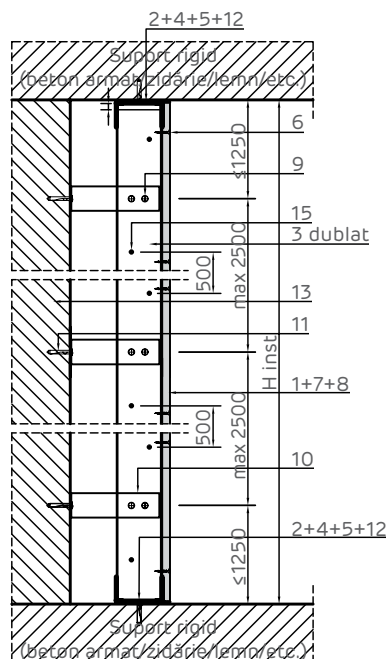 2+4+5+12
Suport rigid
(beton armat/zidărie/lemn/etc.)
6
≤1250
9
15
3 dublat
500
max 2500
13
11
H inst
1+7+8
500
max 2500
10
≤1250
2+4+5+12
Suport rigid
(beton armat/zidărie/lemn/etc.)